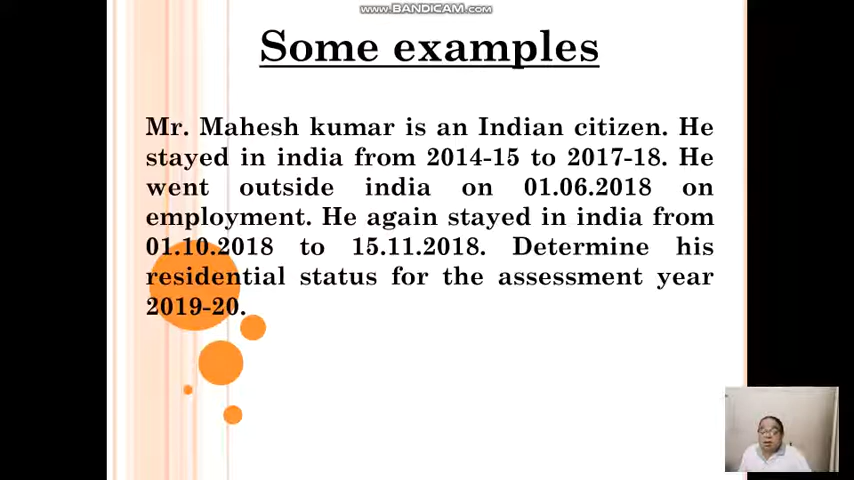 www.BANDICAM.com
Some examples
Mr. Mahesh kumar is an Indian citizen. He
stayed in india from 2014-15 to 2017-18. He
went outside india on 01.06.2018 on
employment. He again stayed in india from
01.10.2018 to 15.11.2018. Determine his
residential status for the assessment year
2019-20.